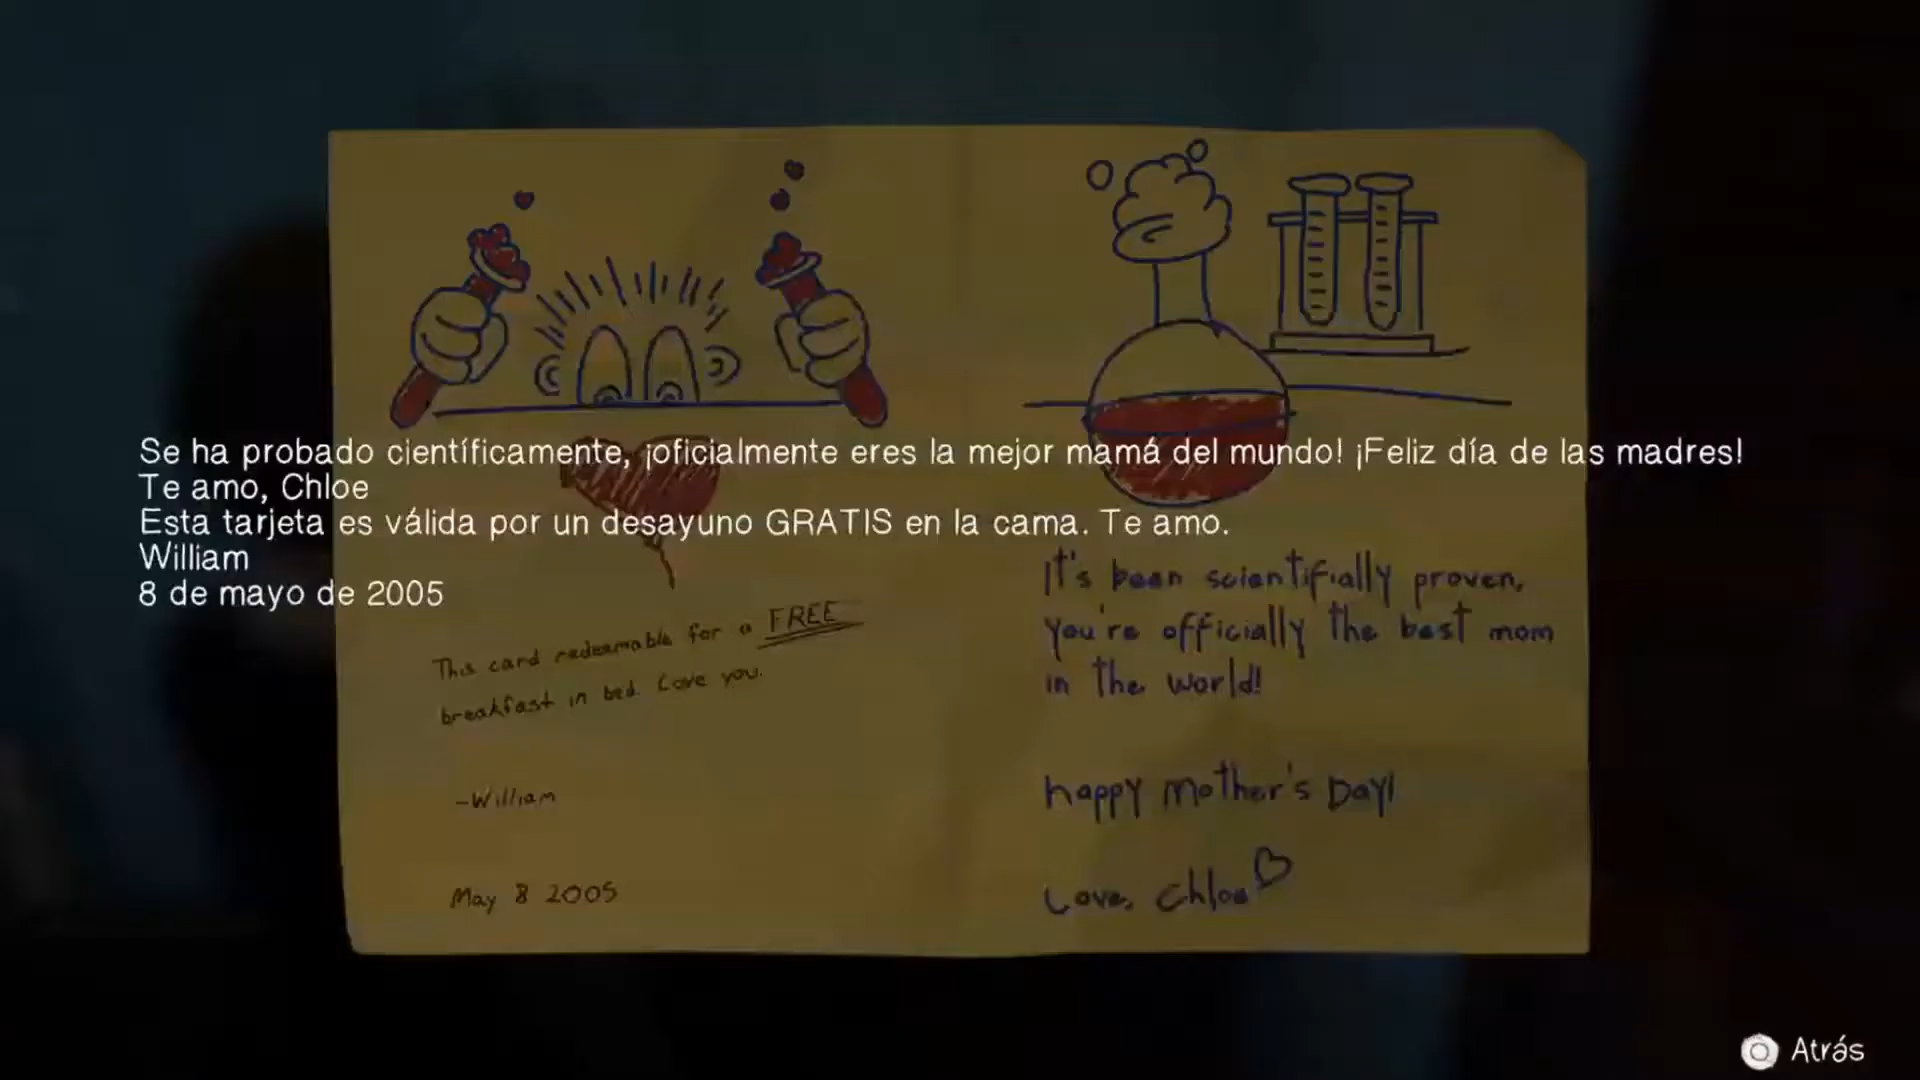 Se ha probado científicamente, ¡oficialmente eres la mejor mamá del mundo! ¡Feliz día de las madres!
Te amo, Chloe
Esta tarjeta es válida por un desayuno GRATIS en la cama. Te amo.
William
8 de mayo de 2005
This card redeemable for a FREE
breakfast in bed. Love you.
-William
May 8 2005
It's been scientifially proven,
you're officially the best mom
in the world!
happy mother's Day!
Love, Chloe
Atrás